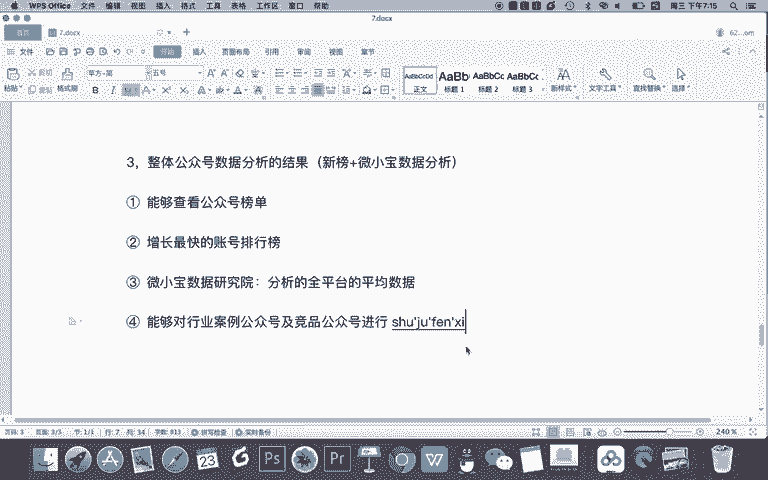 WPS Office 文件 编辑 视图 插入 格式 工具 表格 工作区 窗口 帮助 周三 下午7:15
7.docx
首页 7.docx
文件 开始 插入 页面布局 引用 审阅 视图 章节
粘贴 剪切 复制 格式刷 五号
AaBbCcDd AaBb AaBbCc AaBbCc
正文 标题 1 标题 2 标题 3 新样式 文字工具 查找替换 选择
3，整体公众号数据分析的结果（新榜+微小宝数据分析）
① 能够查看公众号榜单
② 增长最快的账号排行榜
③ 微小宝数据研究院：分析的全平台的平均数据
④ 能够对行业案例公众号及竞品公众号进行 shu'ju'fen'xi
页码: 3 页面: 3/3 节: 1/1 行: 7 列: 34 字数: 813 拼写检查 实时备份 240%
23 Ps Pr